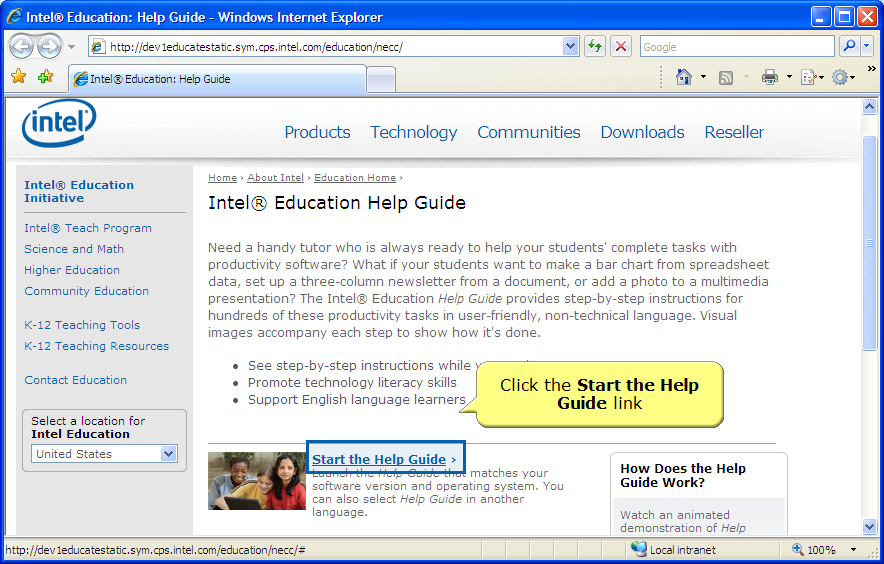 Intel® Education: Help Guide - Windows Internet Explorer
http://dev1educatestatic.sym.cps.intel.com/education/necc/
Google
Intel® Education: Help Guide
»
intel
Products Technology Communities Downloads Reseller
Intel® Education
Initiative
Intel® Teach Program
Science and Math
Higher Education
Community Education
K-12 Teaching Tools
K-12 Teaching Resources
Contact Education
Select a location for
Intel Education
United States
Home › About Intel › Education Home ›
Intel® Education Help Guide
Need a handy tutor who is always ready to help your students' complete tasks with
productivity software? What if your students want to make a bar chart from spreadsheet
data, set up a three-column newsletter from a document, or add a photo to a multimedia
presentation? The Intel® Education Help Guide provides step-by-step instructions for
hundreds of these productivity tasks in user-friendly, non-technical language. Visual
images accompany each step to show how it's done.
• See step-by-step instructions while
• Promote technology literacy skills
• Support English language learners
Click the Start the Help
Guide link
Start the Help Guide ›
Launch the Help Guide that matches your
software version and operating system. You
can also select Help Guide in another
language.
How Does the Help
Guide Work?
Watch an animated
demonstration of Help
http://dev1educatestatic.sym.cps.intel.com/education/necc/#
Local intranet
100%